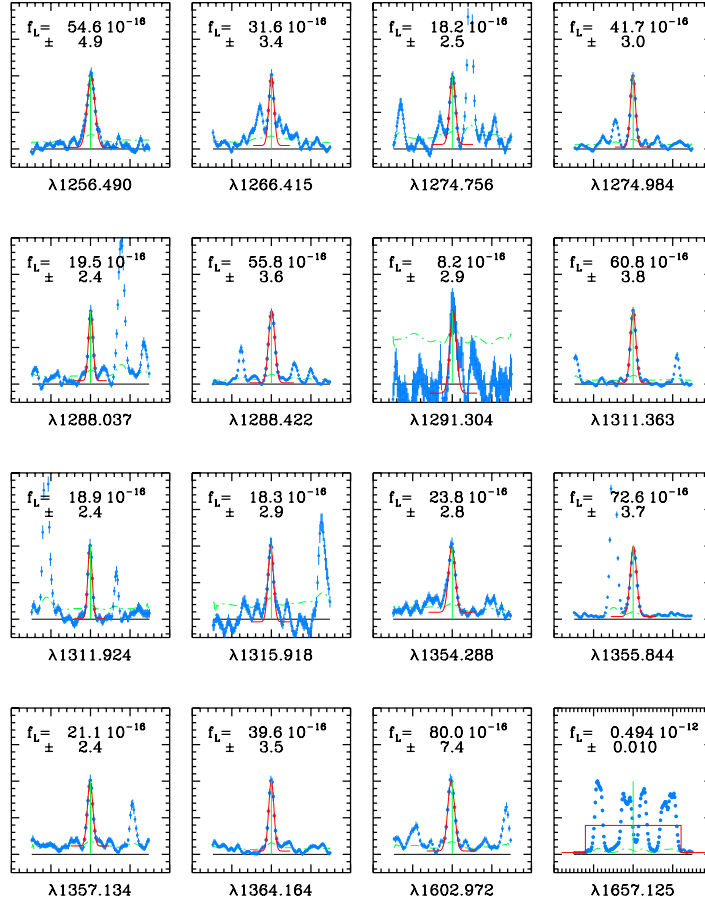 f_L= 54.6 10^-16
± 4.9
λ1256.490
f_L= 31.6 10^-16
± 3.4
λ1266.415
f_L= 18.2 10^-16
± 2.5
λ1274.756
f_L= 41.7 10^-16
± 3.0
λ1274.984
f_L= 19.5 10^-16
± 2.4
λ1288.037
f_L= 55.8 10^-16
± 3.6
λ1288.422
f_L= 8.2 10^-16
± 2.9
λ1291.304
f_L= 60.8 10^-16
± 3.8
λ1311.363
f_L= 18.9 10^-16
± 2.4
λ1311.924
f_L= 18.3 10^-16
± 2.9
λ1315.918
f_L= 23.8 10^-16
± 2.8
λ1354.288
f_L= 72.6 10^-16
± 3.7
λ1355.844
f_L= 21.1 10^-16
± 2.4
λ1357.134
f_L= 39.6 10^-16
± 3.5
λ1364.164
f_L= 80.0 10^-16
± 7.4
λ1602.972
f_L= 0.494 10^-12
± 0.010
λ1657.125